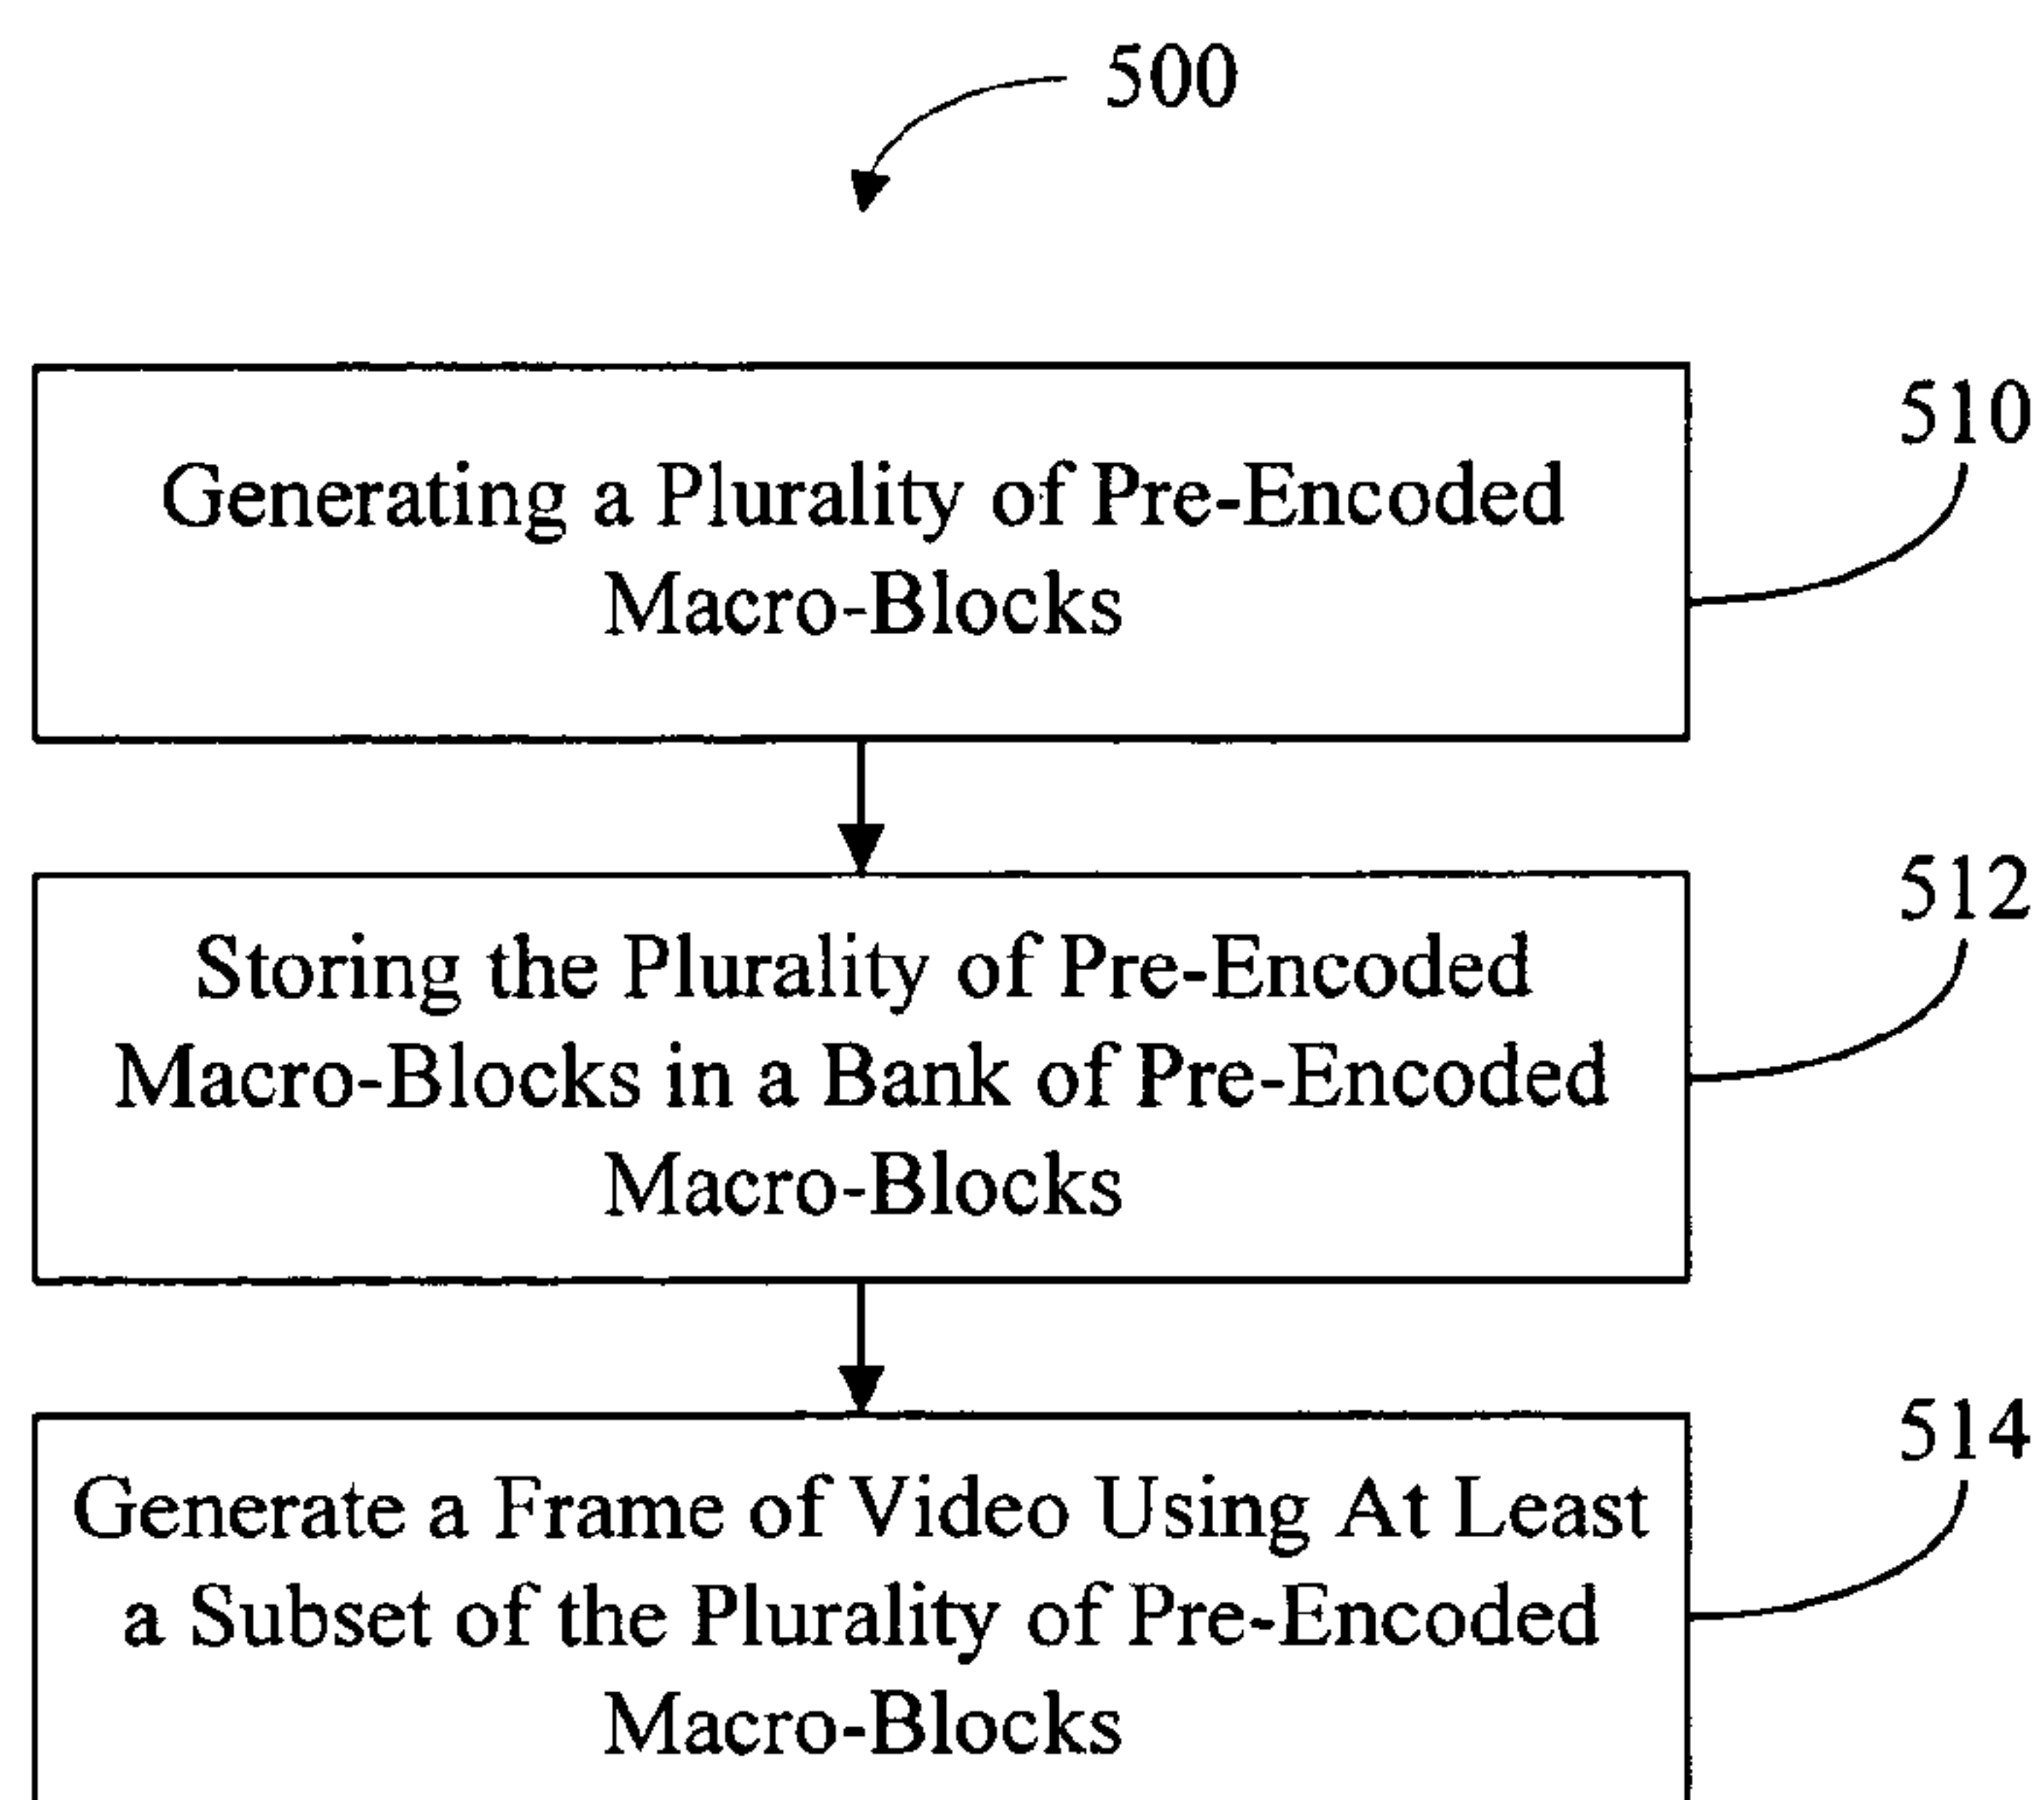 500
510
Generating a Plurality of Pre-Encoded
Macro-Blocks
512
Storing the Plurality of Pre-Encoded
Macro-Blocks in a Bank of Pre-Encoded
Macro-Blocks
514
Generate a Frame of Video Using At Least
a Subset of the Plurality of Pre-Encoded
Macro-Blocks